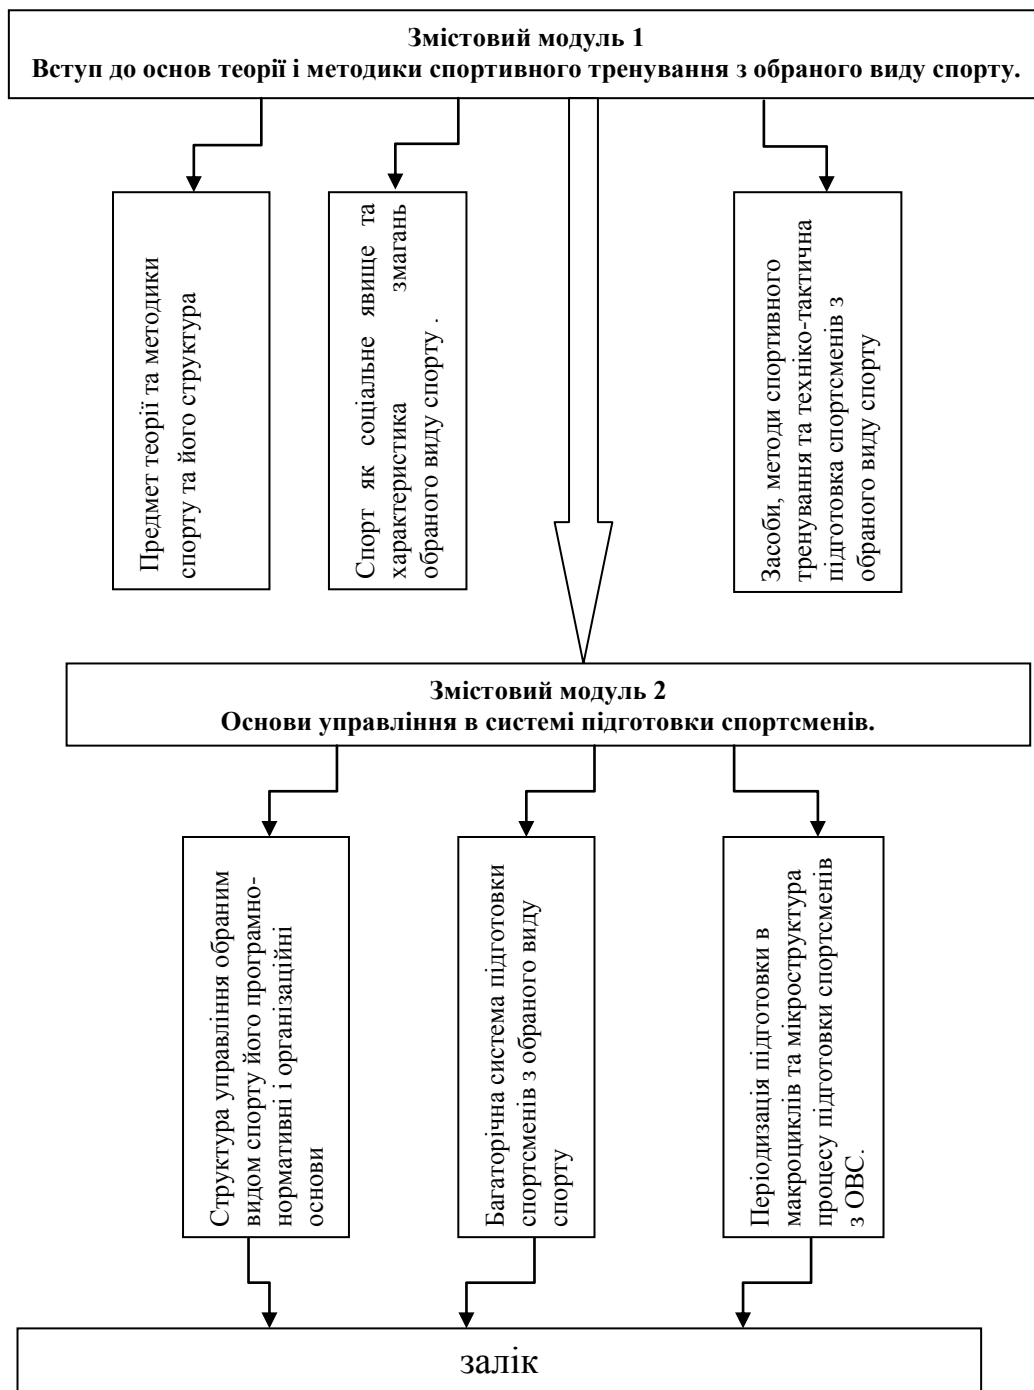 Змістовий модуль 1
Вступ до основ теорії і методики спортивного тренування з обраного виду спорту.
Предмет теорії та методики
спорту та його структура
Спорт як соціальне явище та
характеристика змагань
обраного виду спорту .
Засоби, методи спортивного
тренування та техніко-тактична
підготовка спортсменів з
обраного виду спорту
Змістовий модуль 2
Основи управління в системі підготовки спортсменів.
Структура управління обраним
видом спорту його програмно-
нормативні і організаційні
основи
Багаторічна система підготовки
спортсменів з обраного виду
спорту
Періодизація підготовки в
макроциклів та мікроструктура
процесу підготовки спортсменів
з ОВС.
залік